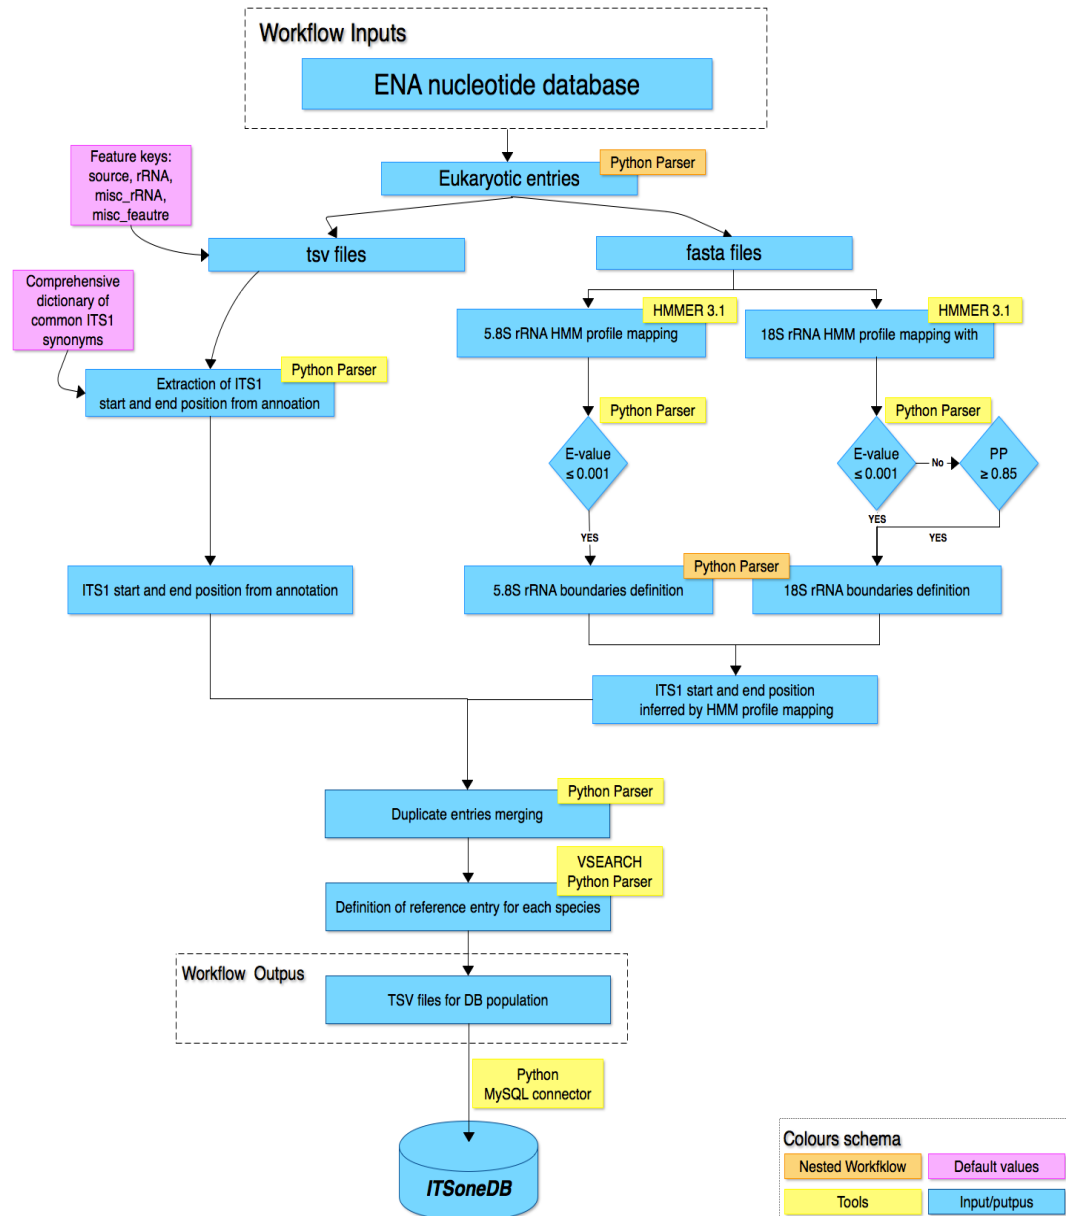 Workflow Inputs
ENA nucleotide database
Python Parser
Eukaryotic entries
Feature keys:
source, rRNA,
misc_rRNA,
misc_feautre
tsv files
fasta files
Comprehensive
dictionary of
common ITS1
synonyms
HMMER 3.1
5.8S rRNA HMM profile mapping
HMMER 3.1
18S rRNA HMM profile mapping with
Python Parser
Extraction of ITS1
start and end position from annoation
Python Parser
Python Parser
E-value
≤ 0.001
E-value
≤ 0.001
No
PP
≥ 0.85
YES
YES
YES
Python Parser
ITS1 start and end position from annotation
5.8S rRNA boundaries definition
18S rRNA boundaries definition
ITS1 start and end position
inferred by HMM profile mapping
Python Parser
Duplicate entries merging
VSEARCH
Python Parser
Definition of reference entry for each species
Workflow Outpus
TSV files for DB population
Python
MySQL connector
ITSoneDB
Colours schema
Nested Workfklow
Default values
Tools
Input/putpus